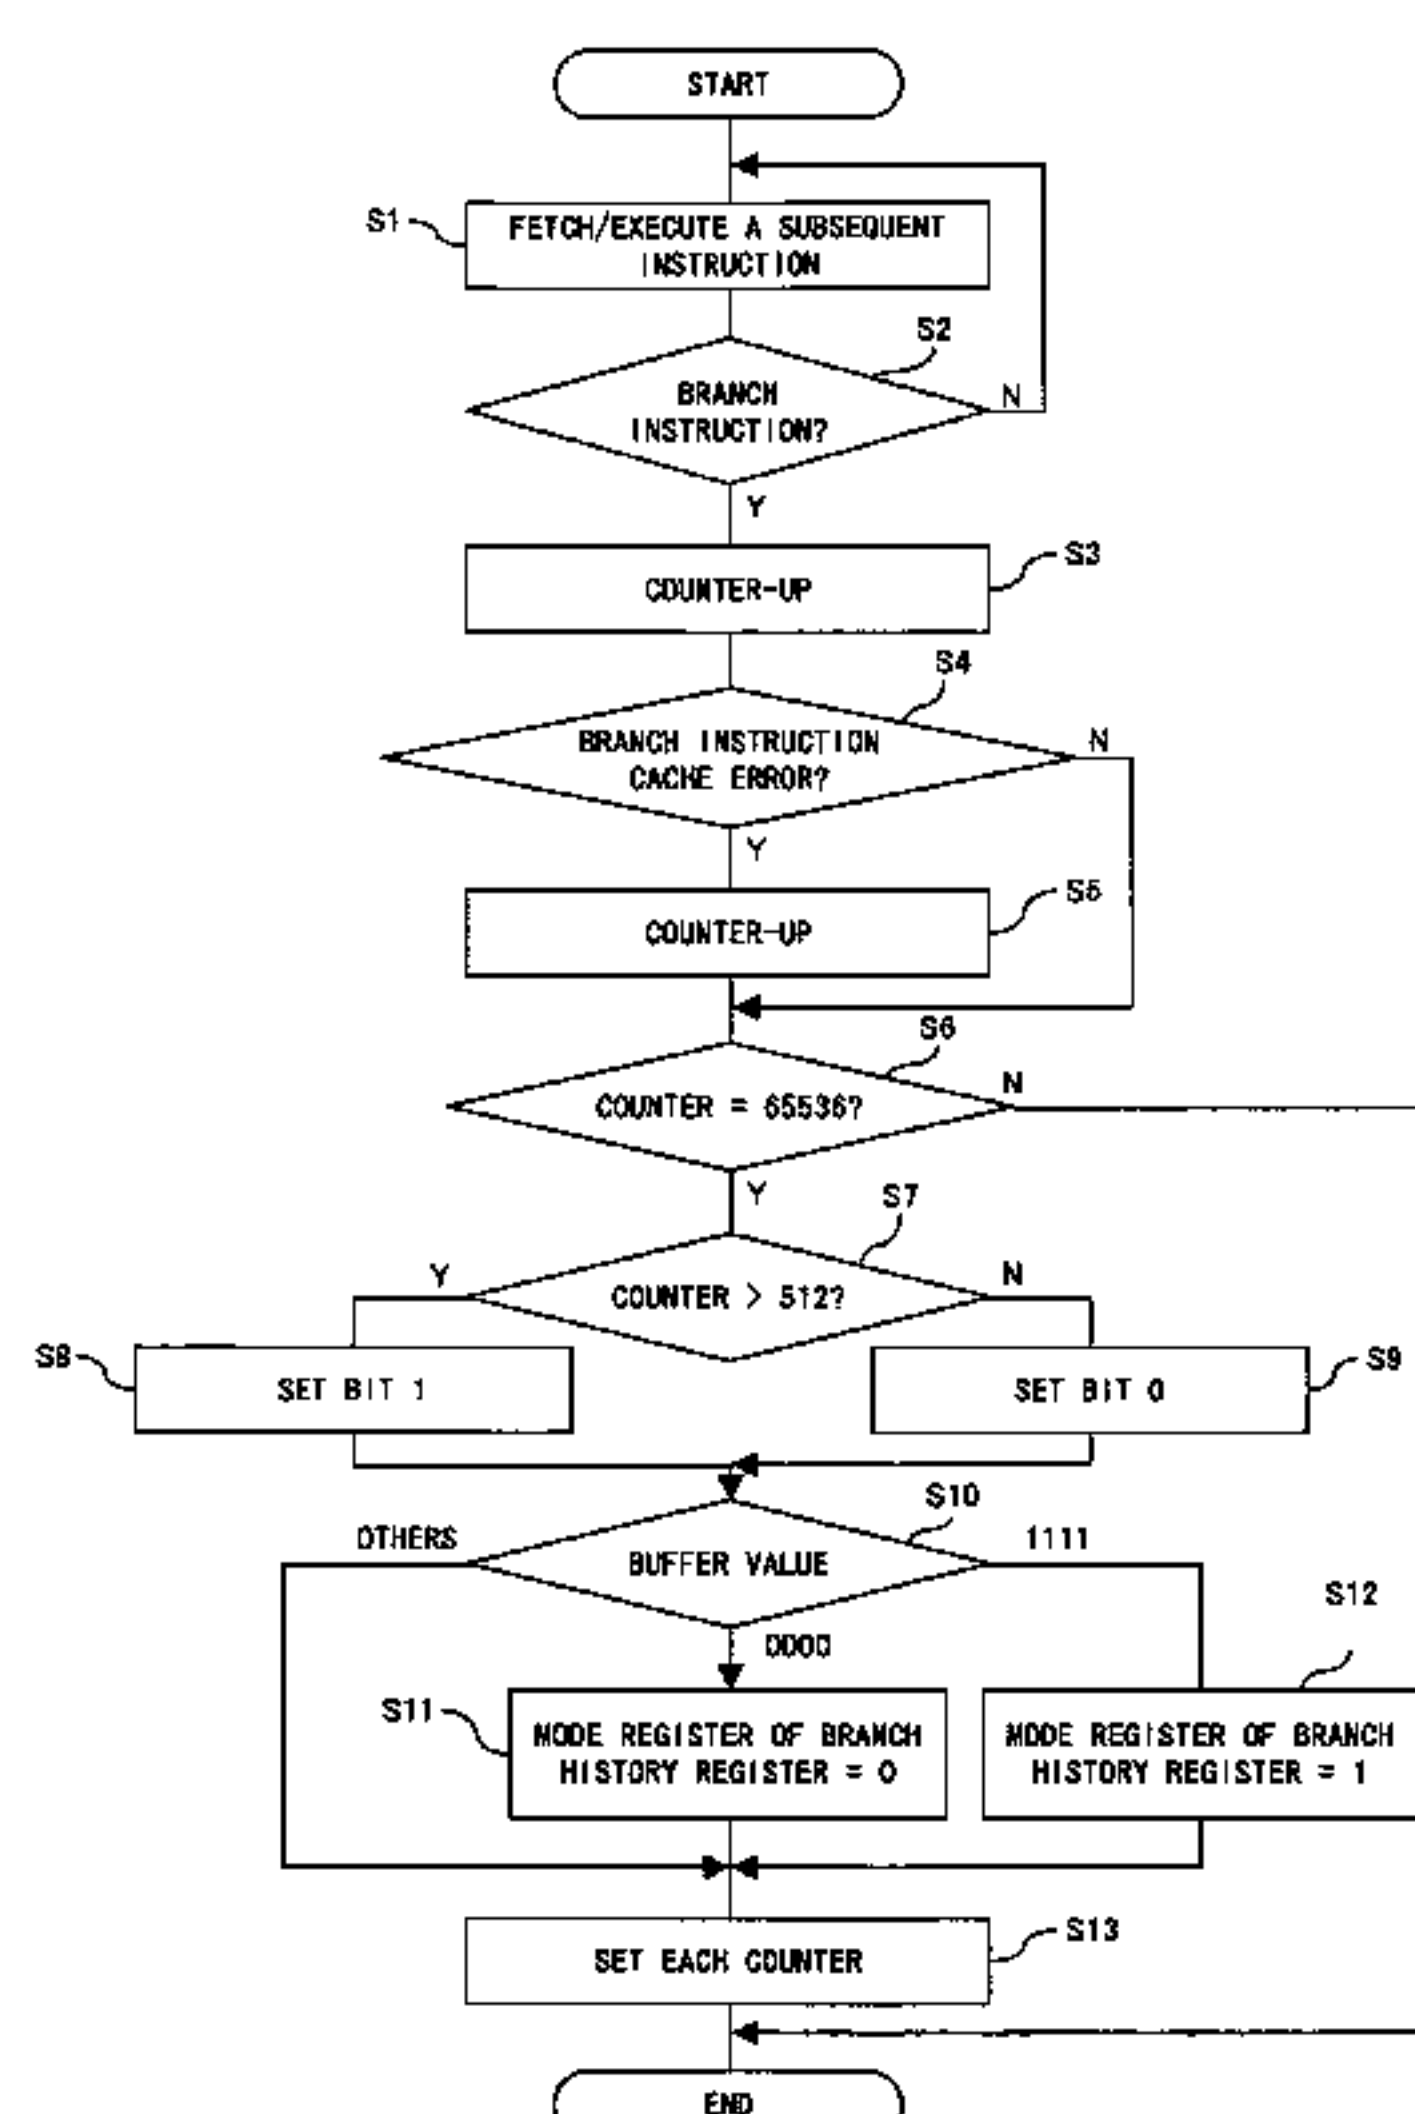 START
S1
FETCH/EXECUTE A SUBSEQUENT
INSTRUCTION
S2
BRANCH
INSTRUCTION?
N
Y
S3
COUNTER-UP
S4
BRANCH INSTRUCTION
CACHE ERROR?
N
Y
S5
COUNTER-UP
S6
COUNTER = 65536?
N
Y
S7
Y
COUNTER > 512?
N
S8
SET BIT 1
SET BIT 0
S9
S10
OTHERS
BUFFER VALUE
1111
0000
S12
S11
MODE REGISTER OF BRANCH
HISTORY REGISTER = 0
MODE REGISTER OF BRANCH
HISTORY REGISTER = 1
SET EACH COUNTER
S13
END